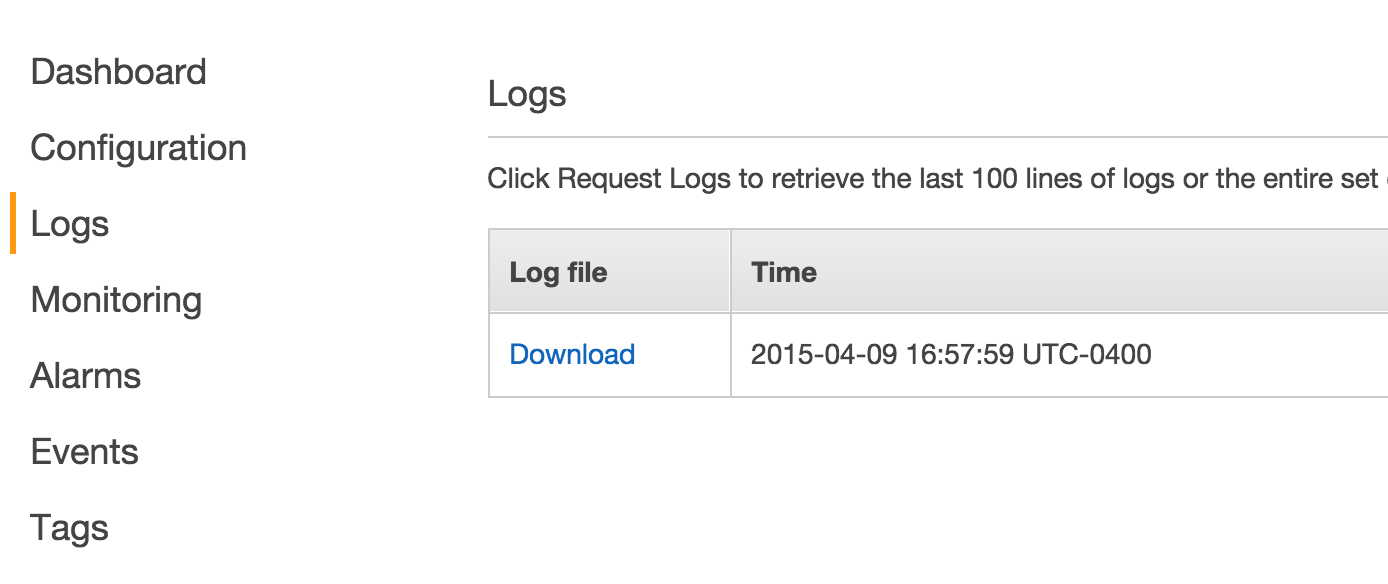 Dashboard
Configuration
Logs
Monitoring
Alarms
Events
Tags
Logs
Click Request Logs to retrieve the last 100 lines of logs or the entire set
Log file Time
Download 2015-04-09 16:57:59 UTC-0400